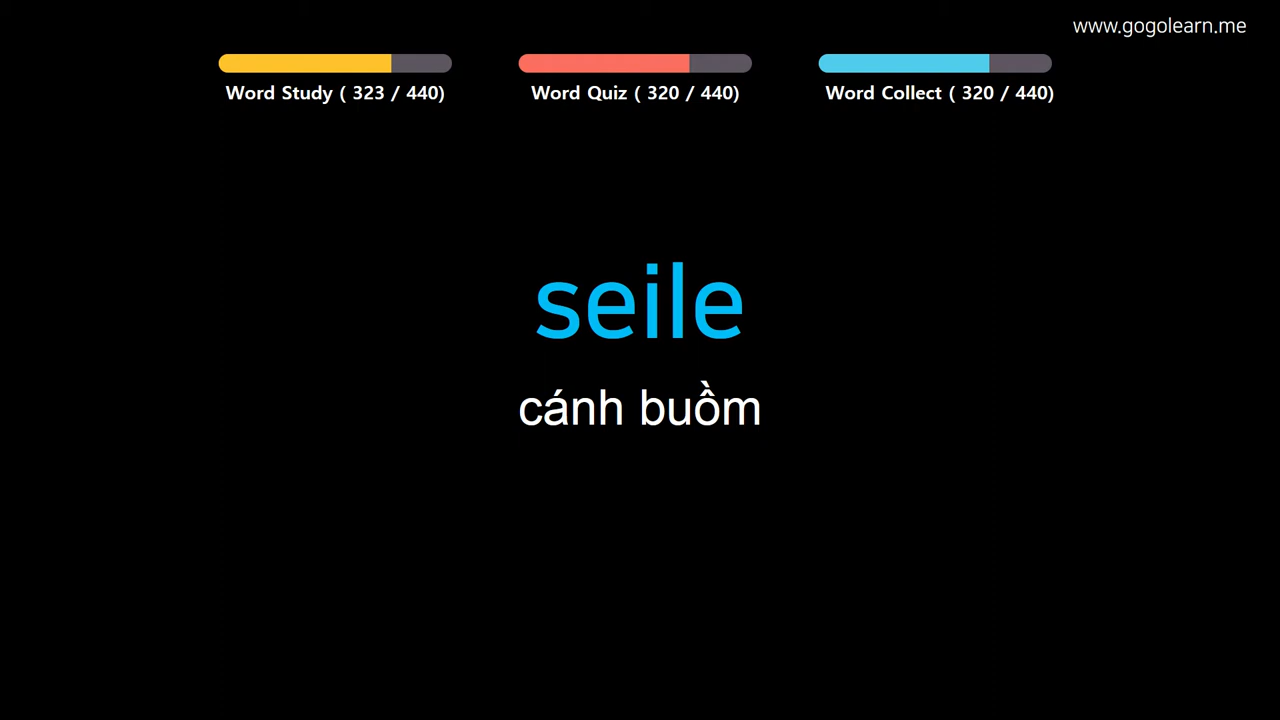 www.gogolearn.me
Word Study ( 323 / 440)
Word Quiz ( 320 / 440)
Word Collect ( 320 / 440)
seile
cánh buồm